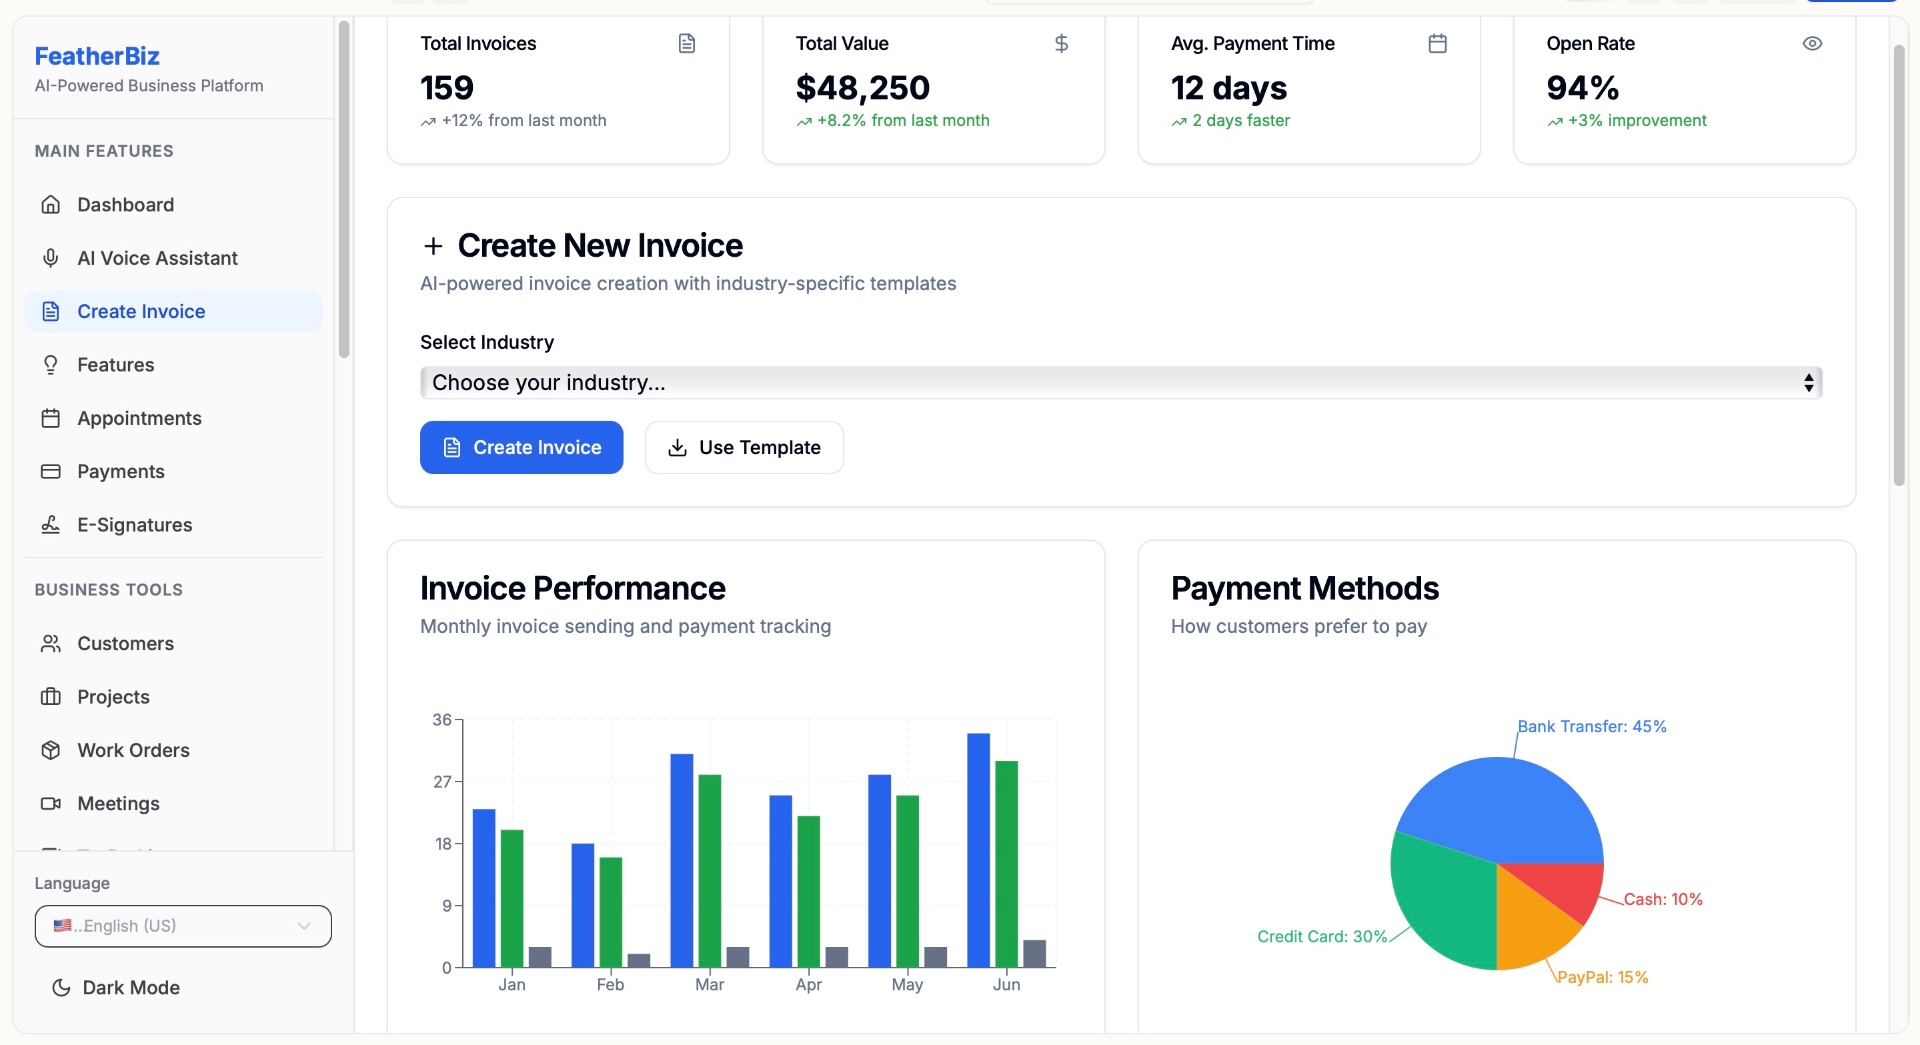 FeatherBiz
AI-Powered Business Platform
MAIN FEATURES
Dashboard
AI Voice Assistant
Create Invoice
Features
Appointments
Payments
E-Signatures
BUSINESS TOOLS
Customers
Projects
Work Orders
Meetings
Language
🇺🇸...English (US)
Dark Mode
Total Invoices
159
+12% from last month
Total Value
$48,250
+8.2% from last month
Avg. Payment Time
12 days
2 days faster
Open Rate
94%
+3% improvement
Create New Invoice
AI-powered invoice creation with industry-specific templates
Select Industry
Choose your industry...
Create Invoice
Use Template
Invoice Performance
Monthly invoice sending and payment tracking
36
27
18
9
0
Jan
Feb
Mar
Apr
May
Jun
Payment Methods
How customers prefer to pay
Bank Transfer: 45%
Cash: 10%
Credit Card: 30%
PayPal: 15%